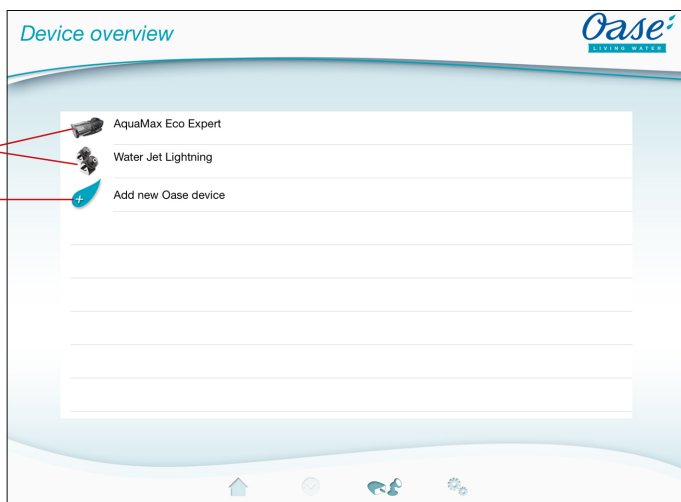 Device overview
Oase
LIVING WATER
AquaMax Eco Expert
Water Jet Lightning
+
Add new Oase device